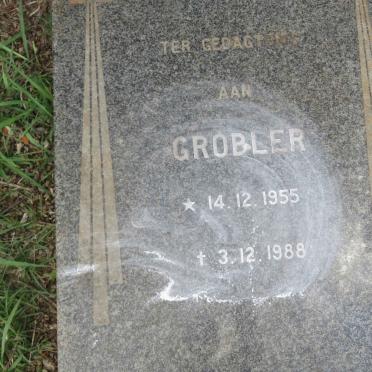 TER GEDAGTENIS
AAN
GROBLER
★ 14.12.1955
† 3.12.1988